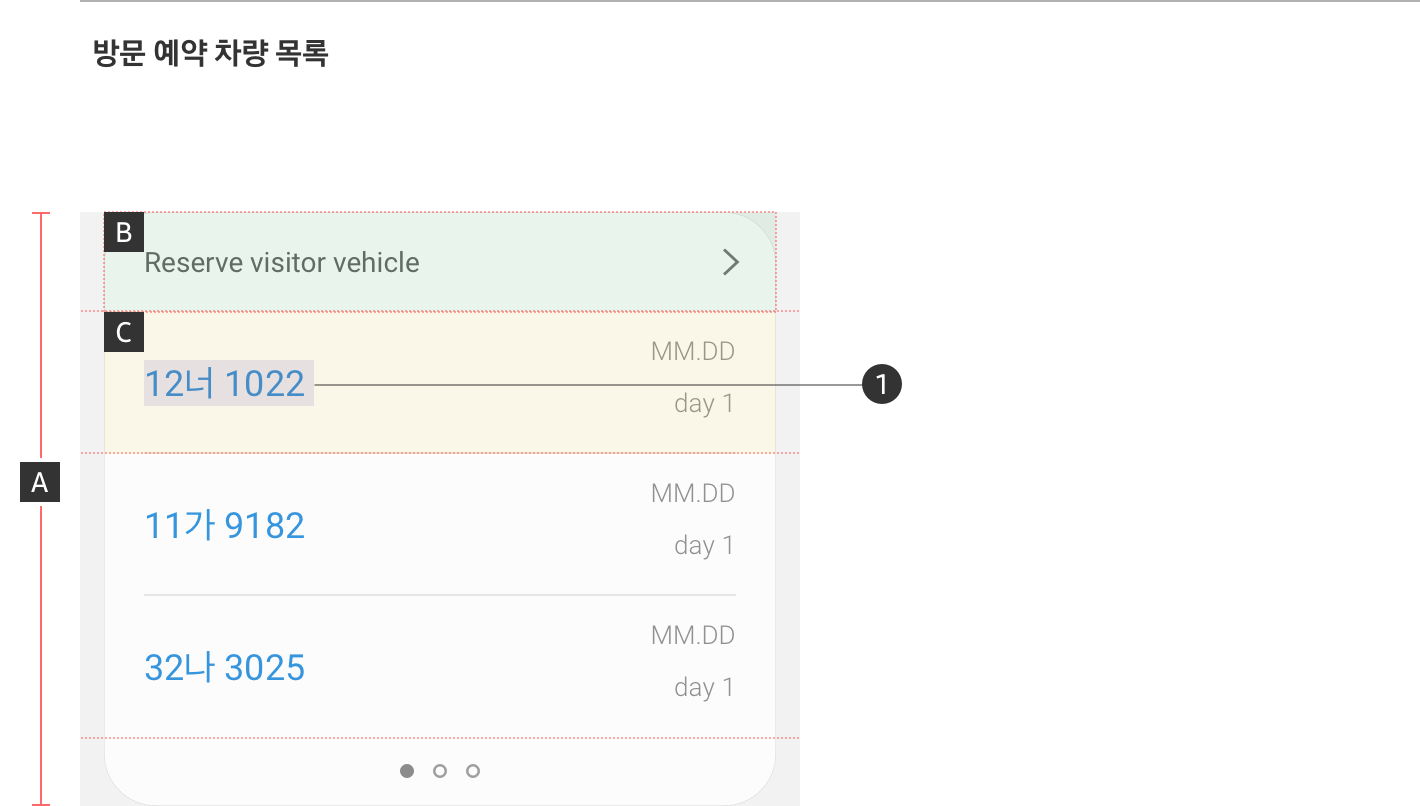 방문 예약 차량 목록
B
Reserve visitor vehicle
C
MM.DD
12너 1022
1
day 1
A
MM.DD
11가 9182
day 1
MM.DD
32나 3025
day 1